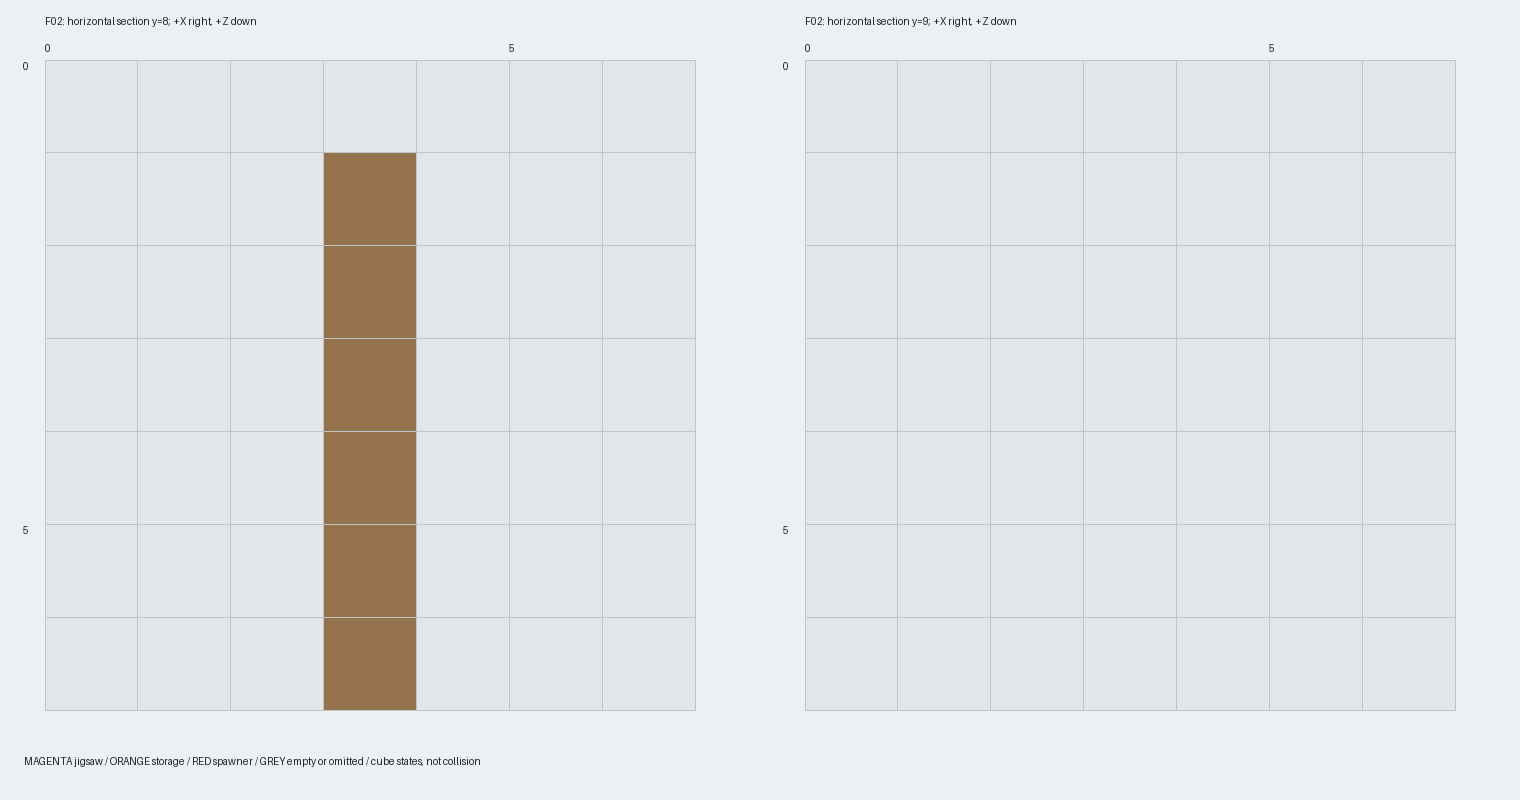 F02: horizontal section y=8; +X right, +Z down
F02: horizontal section y=9; +X right, +Z down
0 5
0 5
0
0
5
5
MAGENTA jigsaw / ORANGE storage / RED spawner / GREY empty or omitted / cube states, not collision